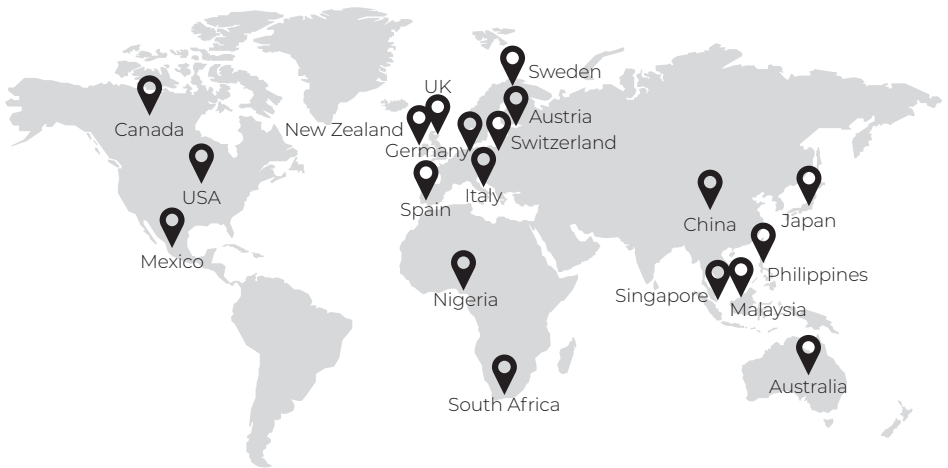 Sweden
UK
Austria
Canada
New Zealand
Switzerland
Germany
USA
Italy
Spain
China
Japan
Mexico
Philippines
Nigeria
Singapore
Malaysia
Australia
South Africa